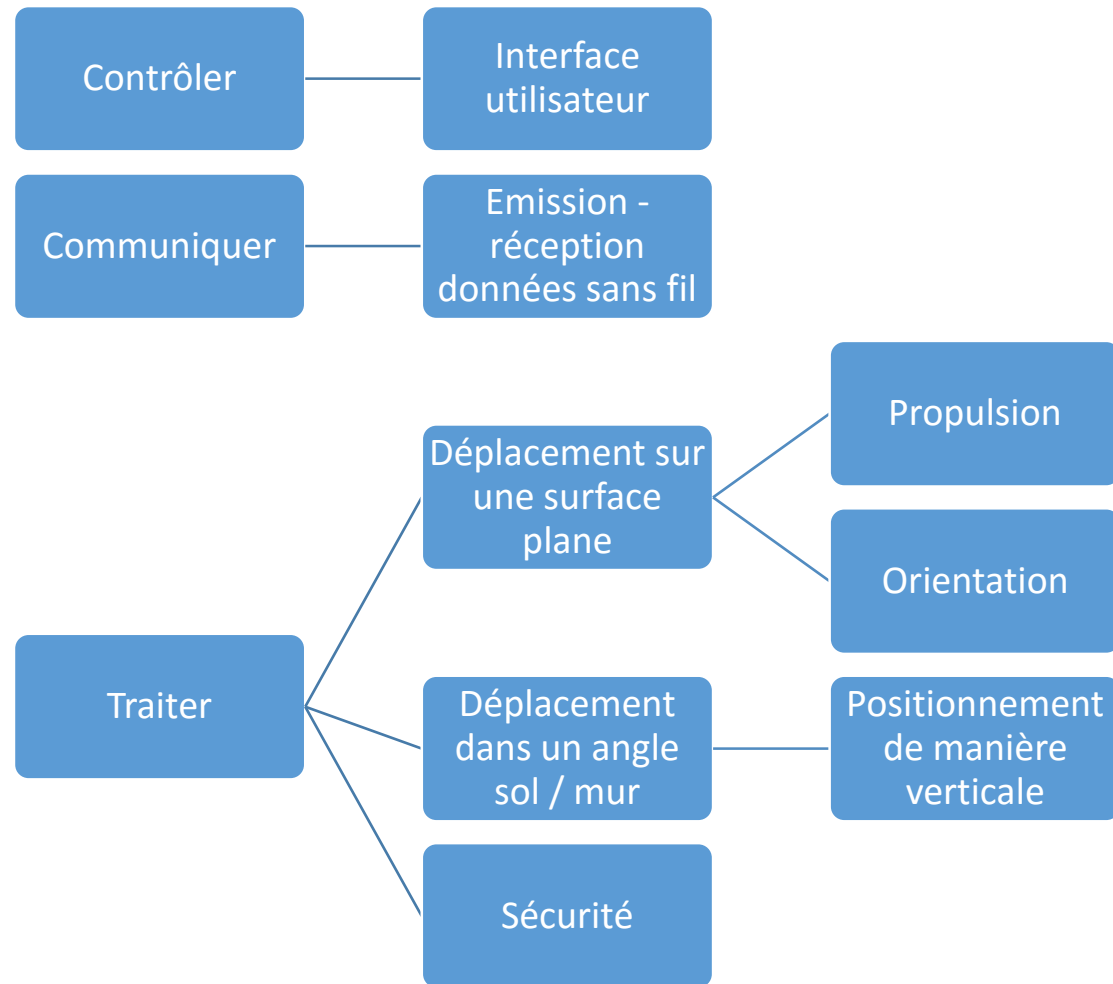 Contrôler
Interface
utilisateur
Communiquer
Emission -
réception
données sans fil
Traiter
Déplacement sur
une surface
plane
Propulsion
Orientation
Déplacement
dans un angle
sol / mur
Positionnement
de manière
verticale
Sécurité